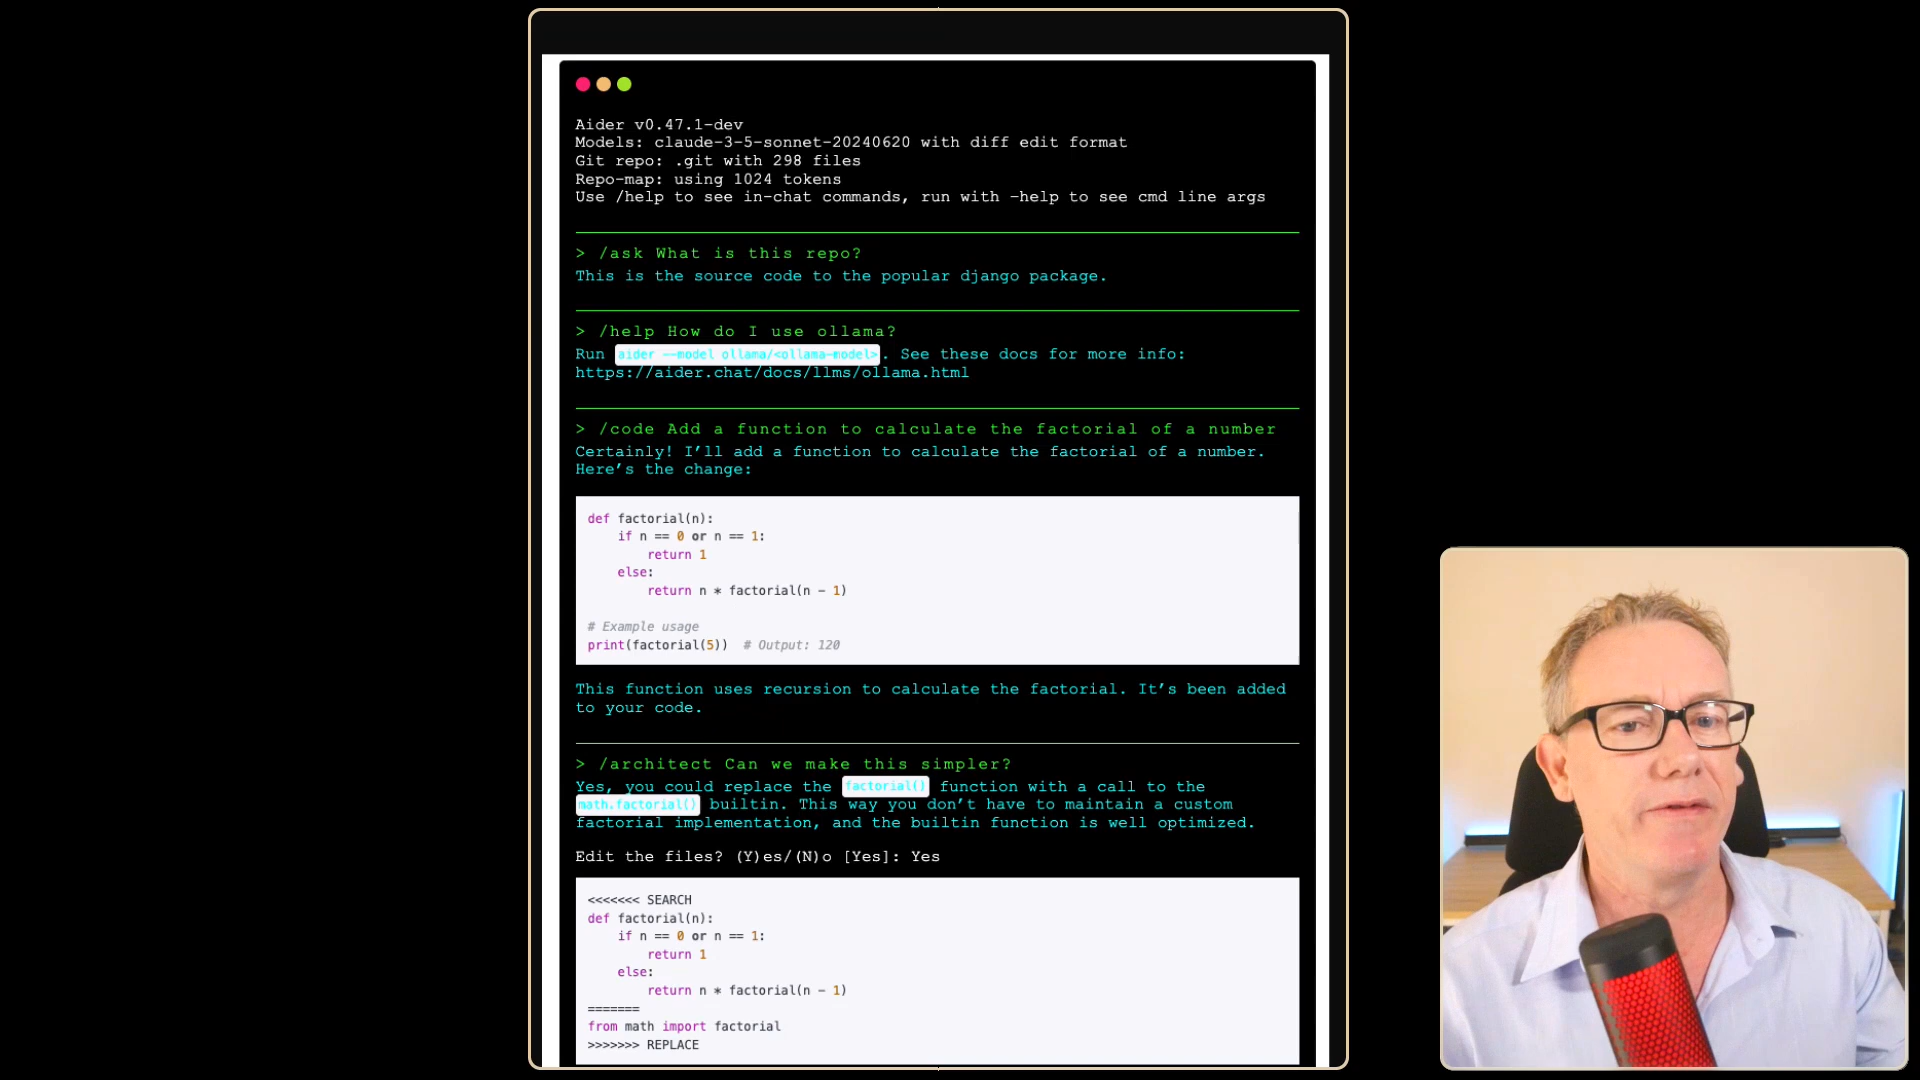 Aider v0.47.1-dev
Models: claude-3-5-sonnet-20240620 with diff edit format
Git repo: .git with 298 files
Repo-map: using 1024 tokens
Use /help to see in-chat commands, run with -help to see cmd line args
> /ask What is this repo?
This is the source code to the popular django package.
> /help How do I use ollama?
Run aider --model ollama/<ollama-model>. See these docs for more info:
https://aider.chat/docs/llms/ollama.html
> /code Add a function to calculate the factorial of a number
Certainly! I’ll add a function to calculate the factorial of a number.
Here’s the change:
def factorial(n):
    if n == 0 or n == 1:
        return 1
    else:
        return n * factorial(n - 1)
# Example usage
print(factorial(5))  # Output: 120
This function uses recursion to calculate the factorial. It’s been added
to your code.
> /architect Can we make this simpler?
Yes, you could replace the factorial() function with a call to the
math.factorial() builtin. This way you don’t have to maintain a custom
factorial implementation, and the builtin function is well optimized.
Edit the files? (Y)es/(N)o [Yes]: Yes
<<<<<<< SEARCH
def factorial(n):
    if n == 0 or n == 1:
        return 1
    else:
        return n * factorial(n - 1)
=======
from math import factorial
>>>>>>> REPLACE